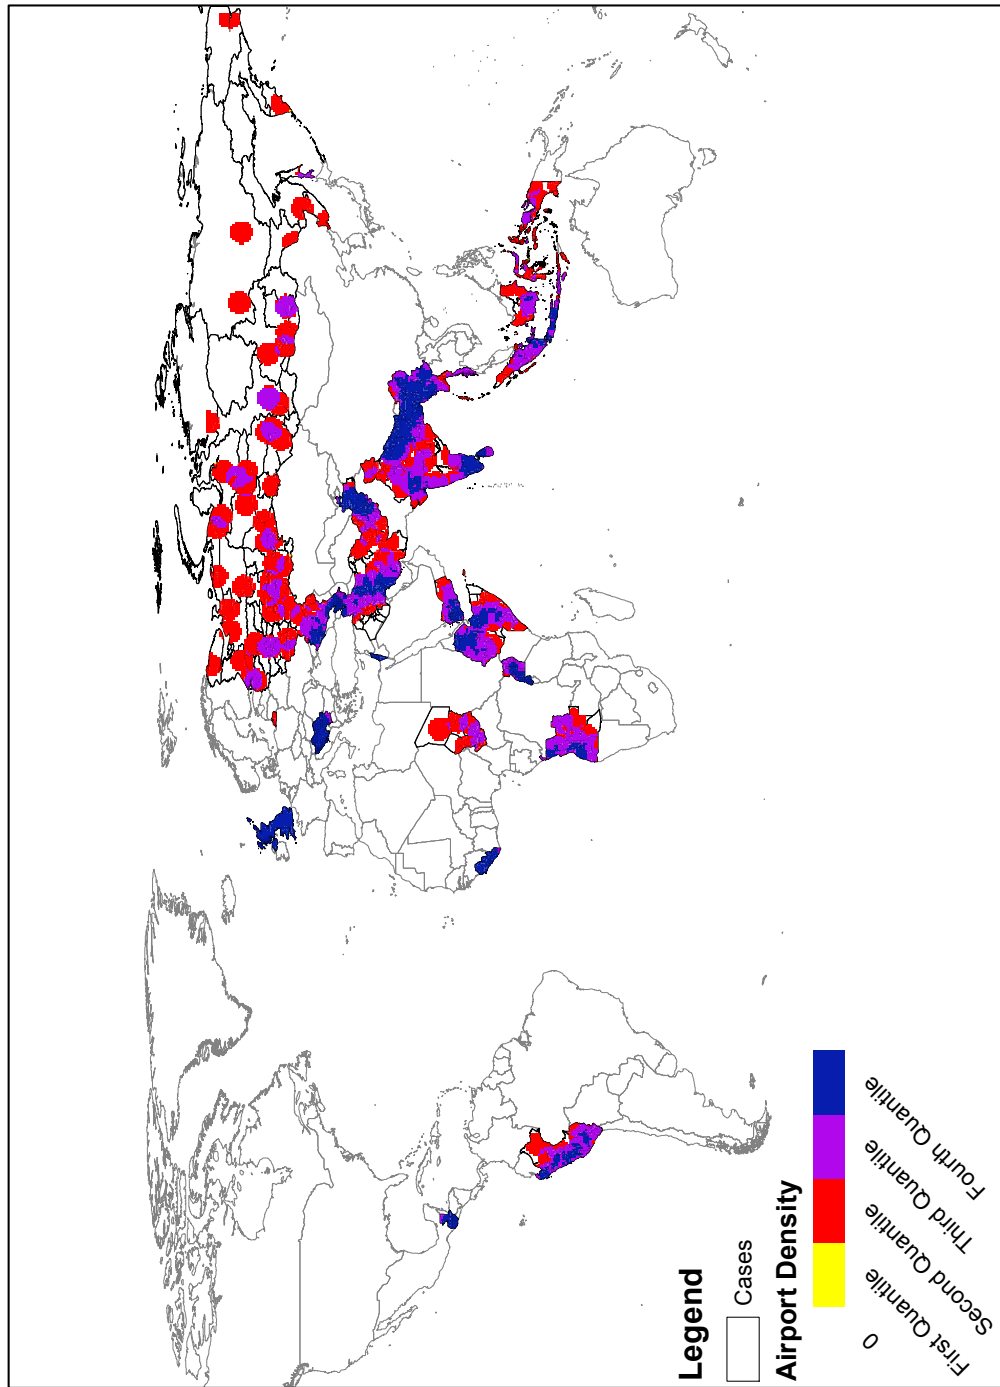 Legend
Cases
Airport Density
0
First Quantile
Second Quantile
Third Quantile
Fourth Quantile